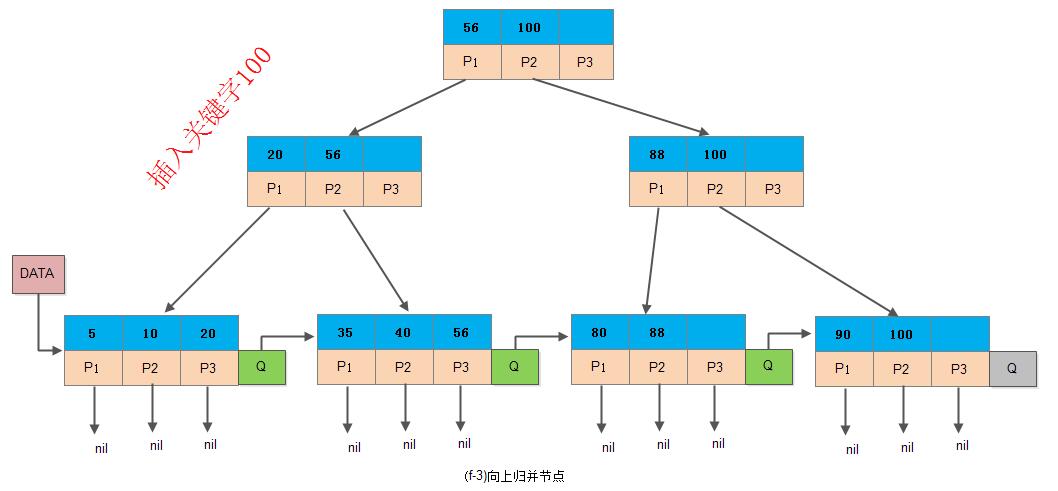 56 100
P1 P2 P3
插入关键字100
20 56
P1 P2 P3
88 100
P1 P2 P3
DATA
5 10 20
P1 P2 P3 Q
35 40 56
P1 P2 P3 Q
80 88
P1 P2 P3 Q
90 100
P1 P2 P3 Q
nil nil nil
nil nil nil
nil nil nil
nil nil nil
(f-3)向上归并节点